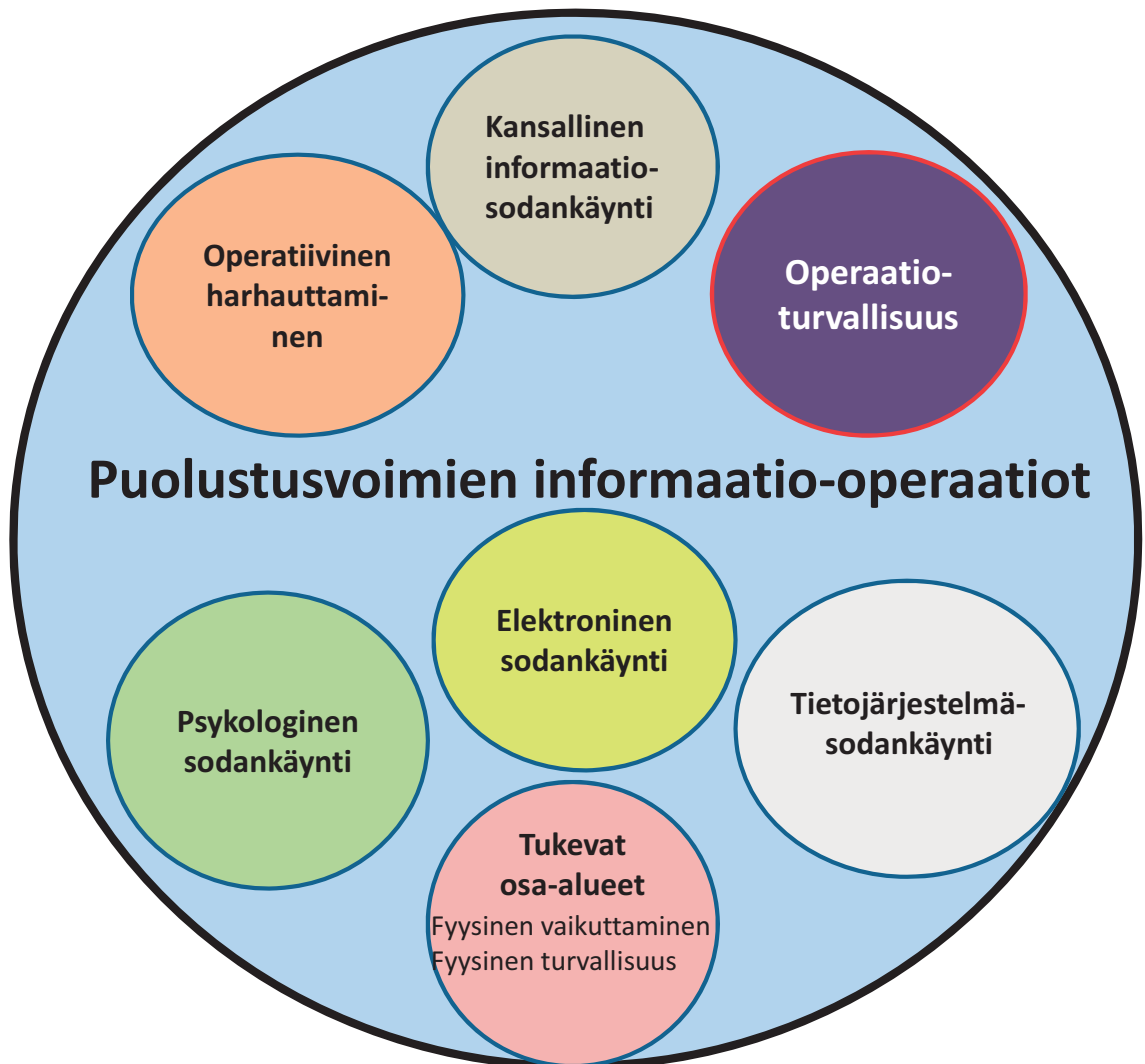 Kansallinen
informaatio-
sodankäynti
Operatiivinen
harhauttami-
nen
Operaatio-
turvallisuus
Puolustusvoimien informaatio-operaatiot
Elektroninen
sodankäynti
Psykologinen
sodankäynti
Tietojärjestelmä-
sodankäynti
Tukevat
osa-alueet
Fyysinen vaikuttaminen
Fyysinen turvallisuus